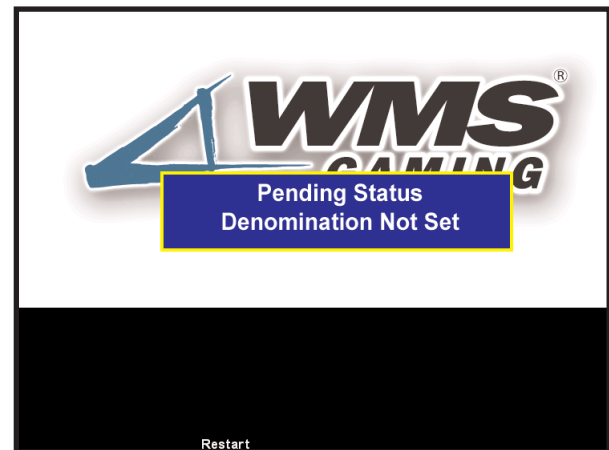 WMS®
GAMING
Pending Status
Denomination Not Set
Restart